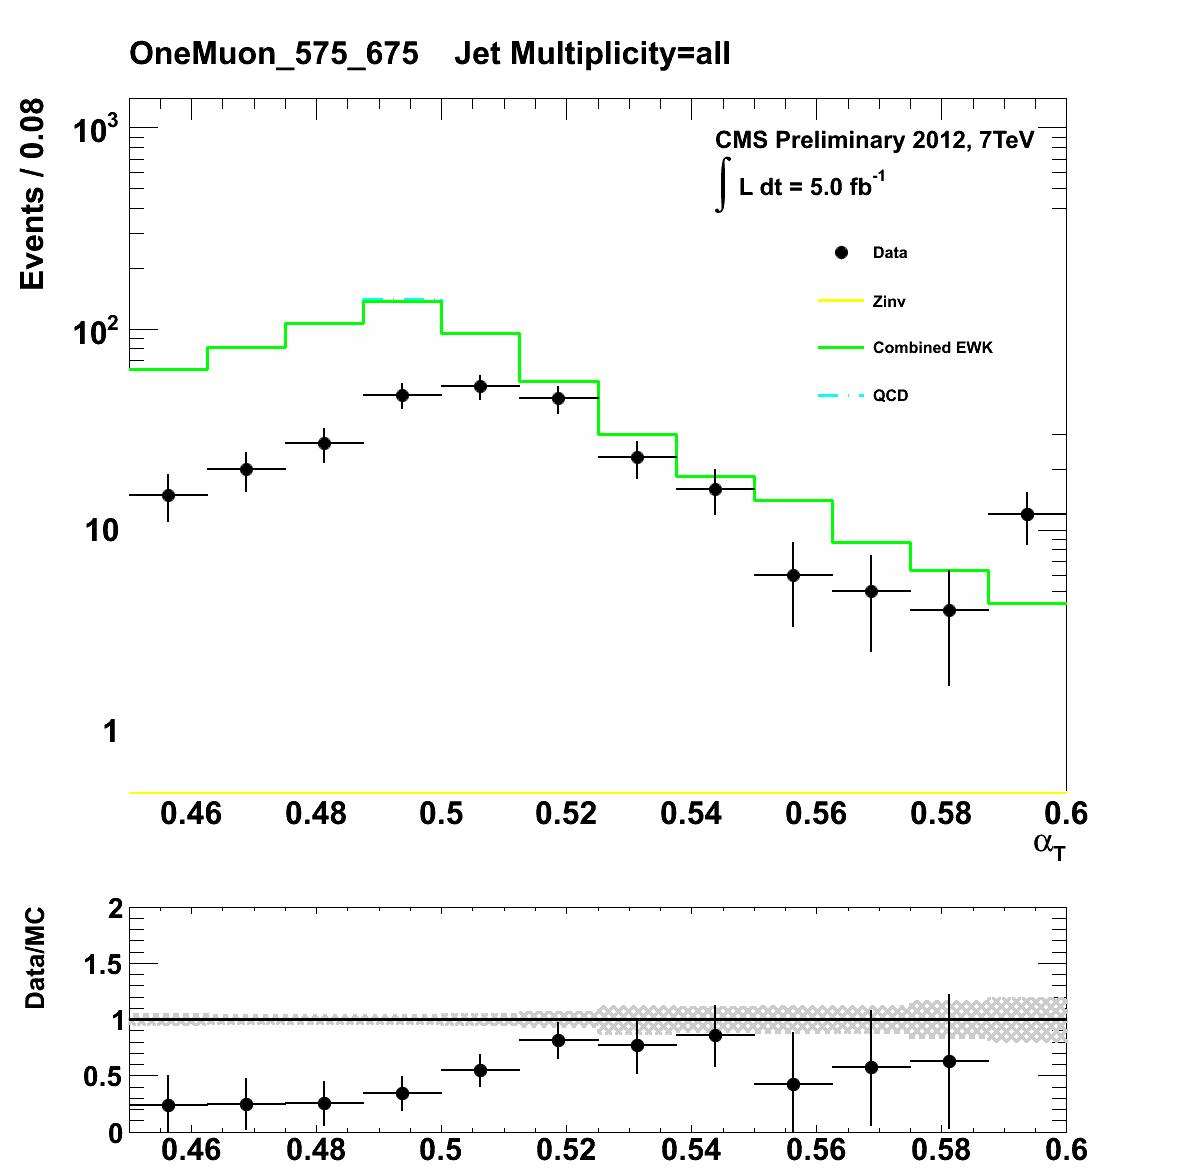 OneMuon_575_675 Jet Multiplicity=all
Events / 0.08
10³
10²
10
1
CMS Preliminary 2012, 7TeV
∫ L dt = 5.0 fb⁻¹
Data
Zinv
Combined EWK
QCD
0.46 0.48 0.5 0.52 0.54 0.56 0.58 0.6
α_T
Data/MC
2
1.5
1
0.5
0
0.46 0.48 0.5 0.52 0.54 0.56 0.58 0.6